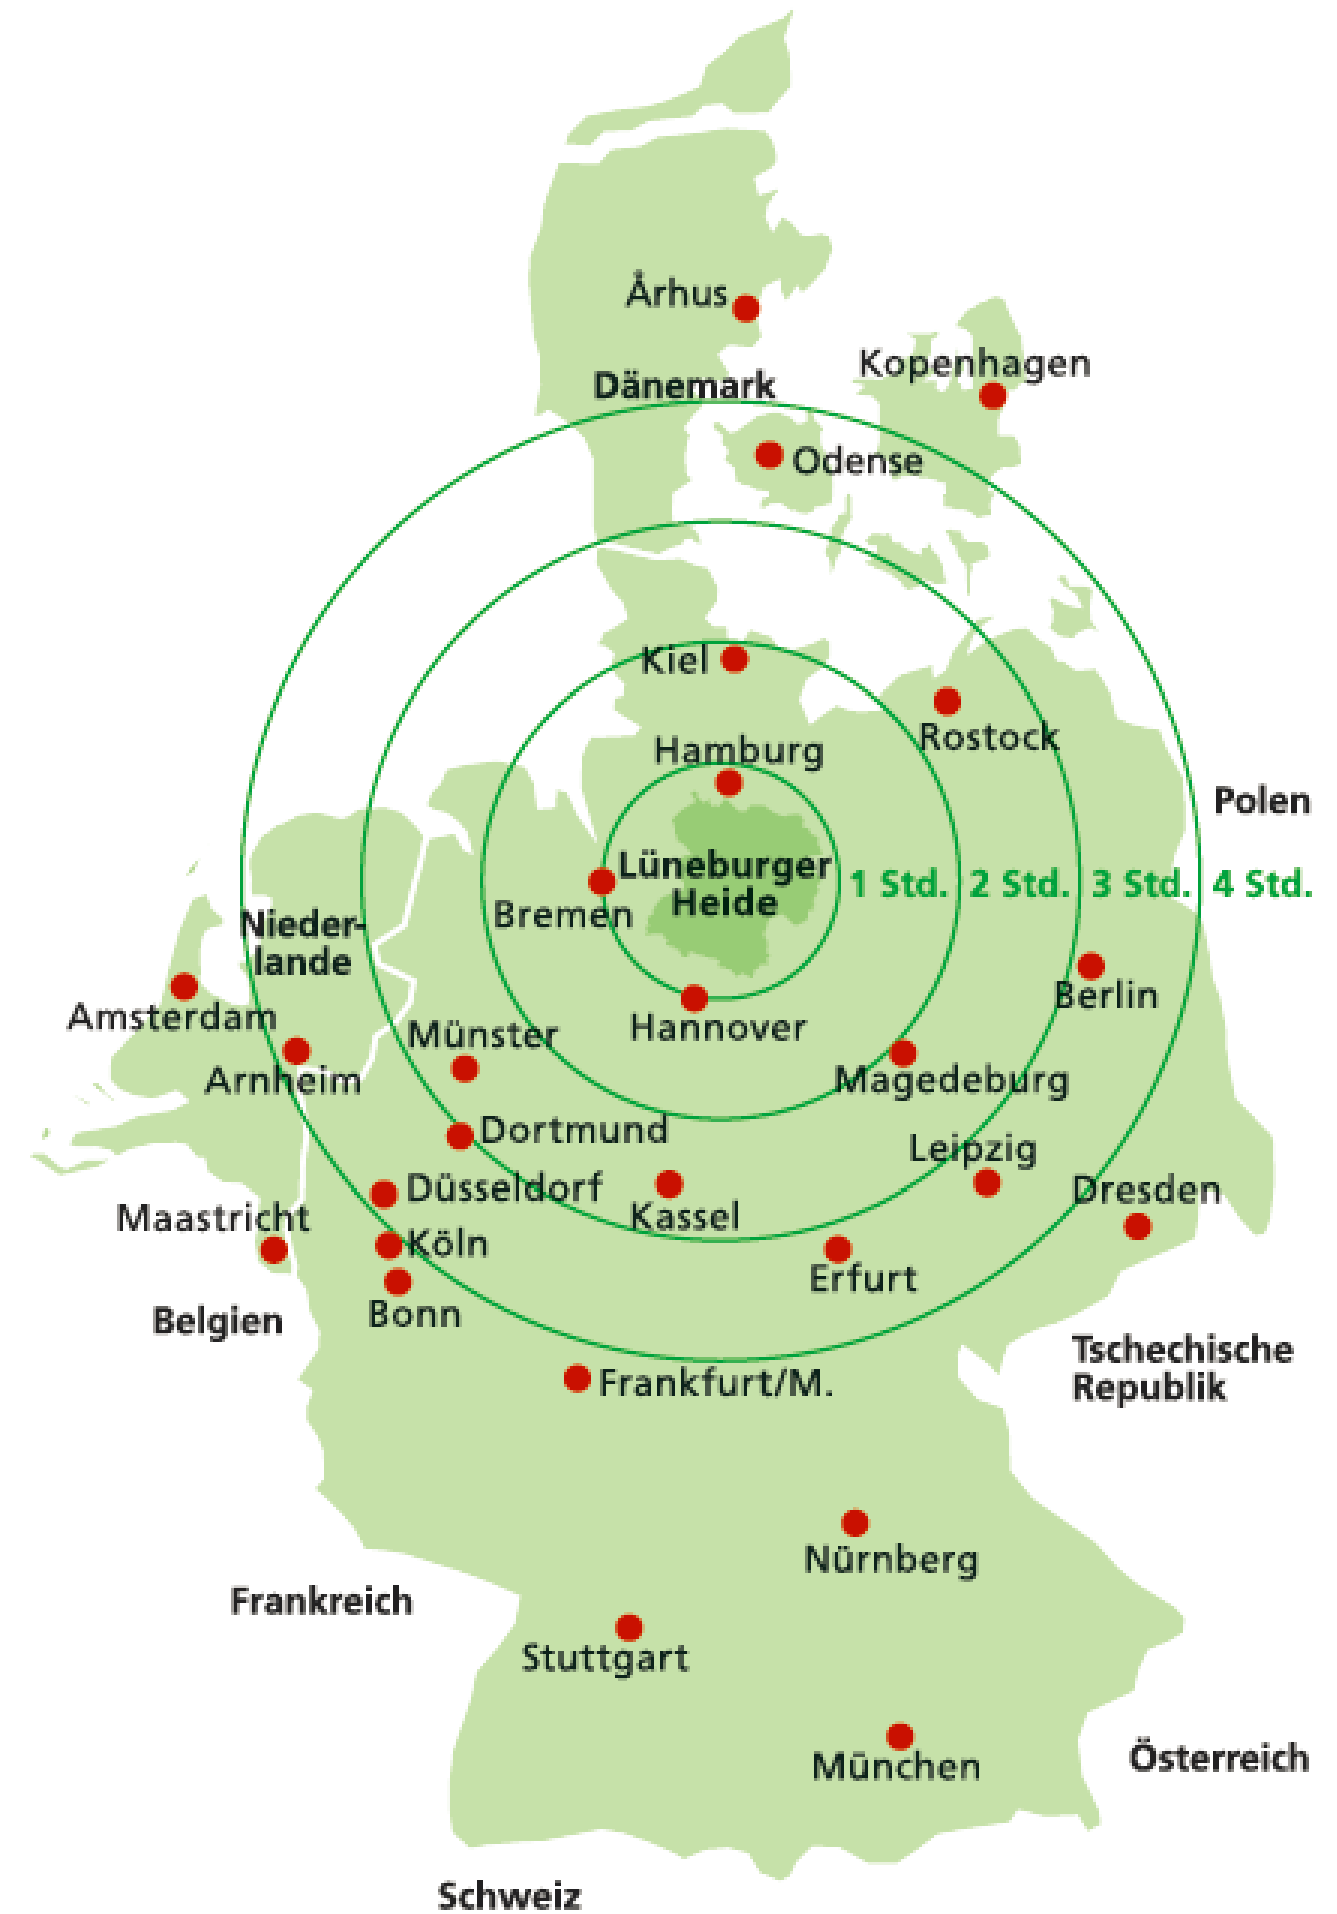 Århus
Kopenhagen
Dänemark
Odense
Kiel
Rostock
Hamburg
Polen
Lüneburger
Heide
1 Std.
2 Std.
3 Std.
4 Std.
Bremen
Nieder-
lande
Berlin
Amsterdam
Hannover
Münster
Arnheim
Magedeburg
Dortmund
Leipzig
Düsseldorf
Dresden
Maastricht
Kassel
Köln
Erfurt
Bonn
Belgien
Tschechische
Republik
Frankfurt/M.
Nürnberg
Frankreich
Stuttgart
Österreich
München
Schweiz